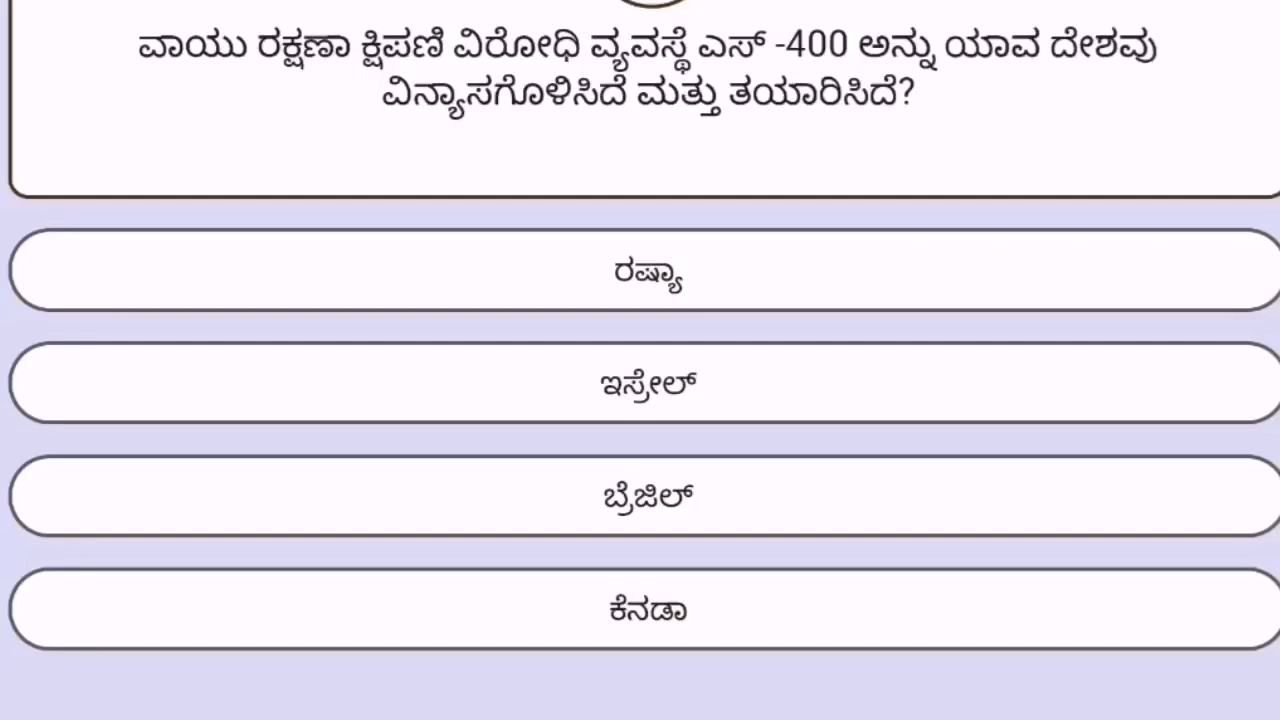 ವಾಯು ರಕ್ಷಣಾ ಕ್ಷಿಪಣಿ ವಿರೋಧಿ ವ್ಯವಸ್ಥೆ ಎಸ್ -400 ಅನ್ನು ಯಾವ ದೇಶವು
ವಿನ್ಯಾಸಗೊಳಿಸಿದೆ ಮತ್ತು ತಯಾರಿಸಿದೆ?
ರಷ್ಯಾ
ಇಸ್ರೇಲ್
ಬ್ರೆಜಿಲ್
ಕೆನಡಾ